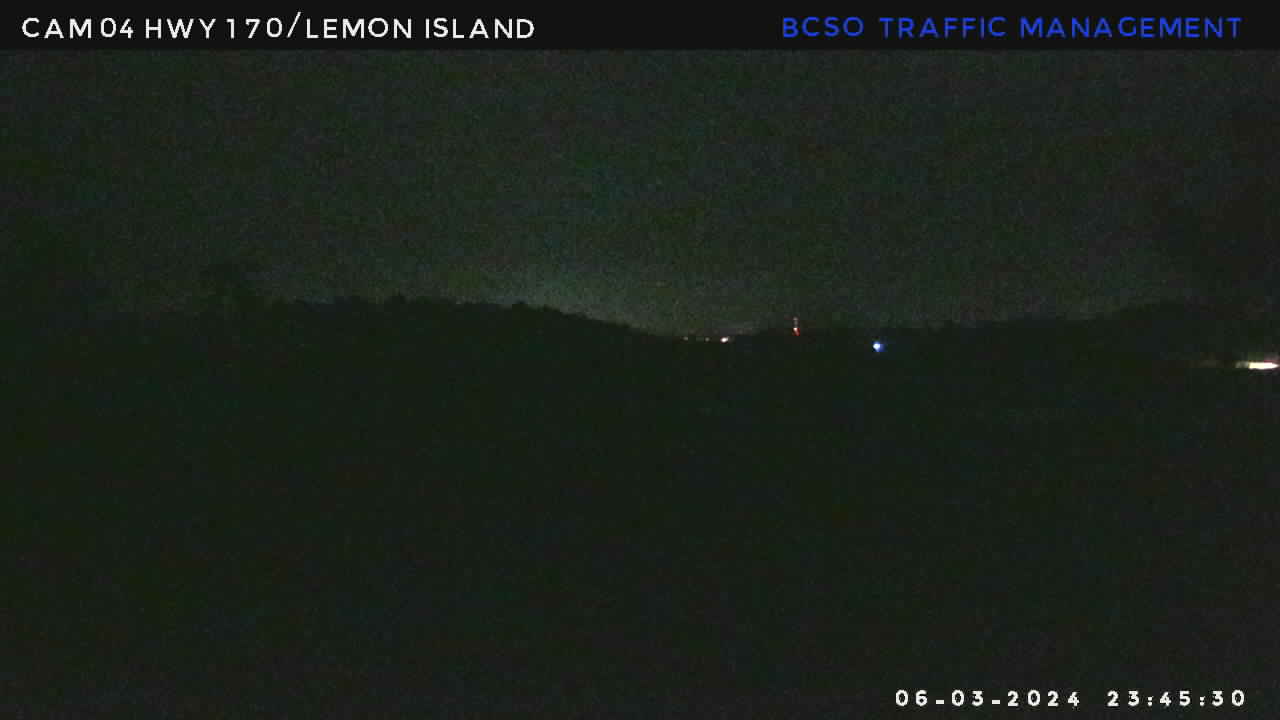 CAM04 HWY 170/LEMON ISLAND
BCSO TRAFFIC MANAGEMENT
06-03-2024 23:45:30